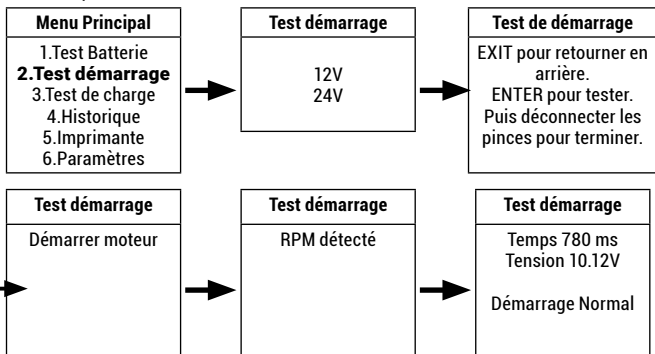 Menu Principal
1.Test Batterie
2.Test démarrage
3.Test de charge
4.Historique
5.Imprimante
6.Paramètres
Test démarrage
12V
24V
Test de démarrage
EXIT pour retourner en
arrière.
ENTER pour tester.
Puis déconnecter les
pinces pour terminer.
Test démarrage
Démarrer moteur
Test démarrage
RPM détecté
Test démarrage
Temps 780 ms
Tension 10.12V
Démarrage Normal